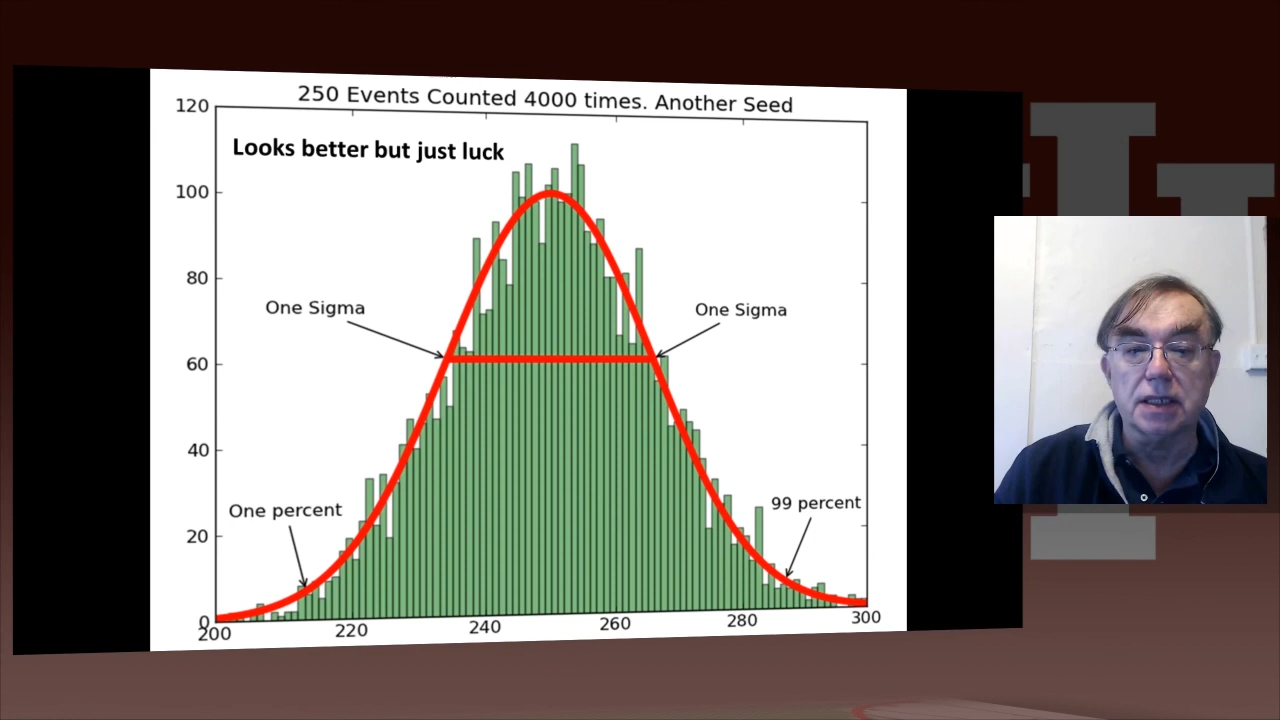 250 Events Counted 4000 times. Another Seed
120
Looks better but just luck
100
80
One Sigma
One Sigma
60
40
One percent
99 percent
20
0
200
220
240
260
280
300